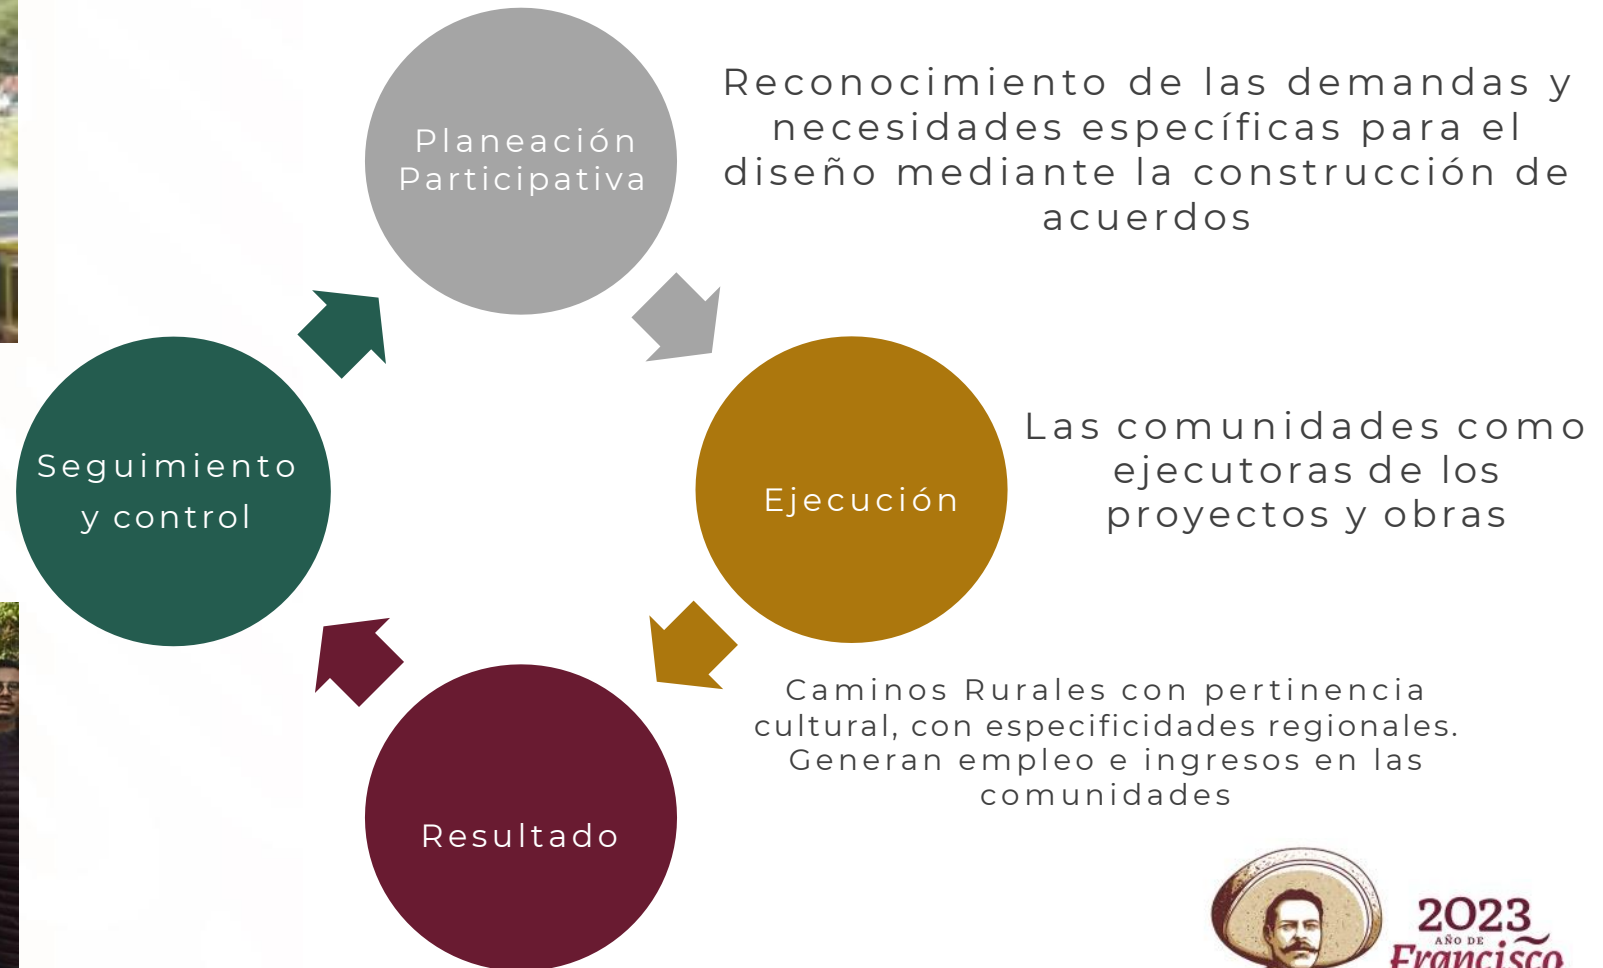 Planeación
Participativa
Reconocimiento de las demandas y
necesidades específicas para el
diseño mediante la construcción de
acuerdos
Seguimiento
y control
Ejecución
Las comunidades como
ejecutoras de los
proyectos y obras
Resultado
Caminos Rurales con pertinencia
cultural, con especificidades regionales.
Generan empleo e ingresos en las
comunidades
2023
AÑO DE
Francisco